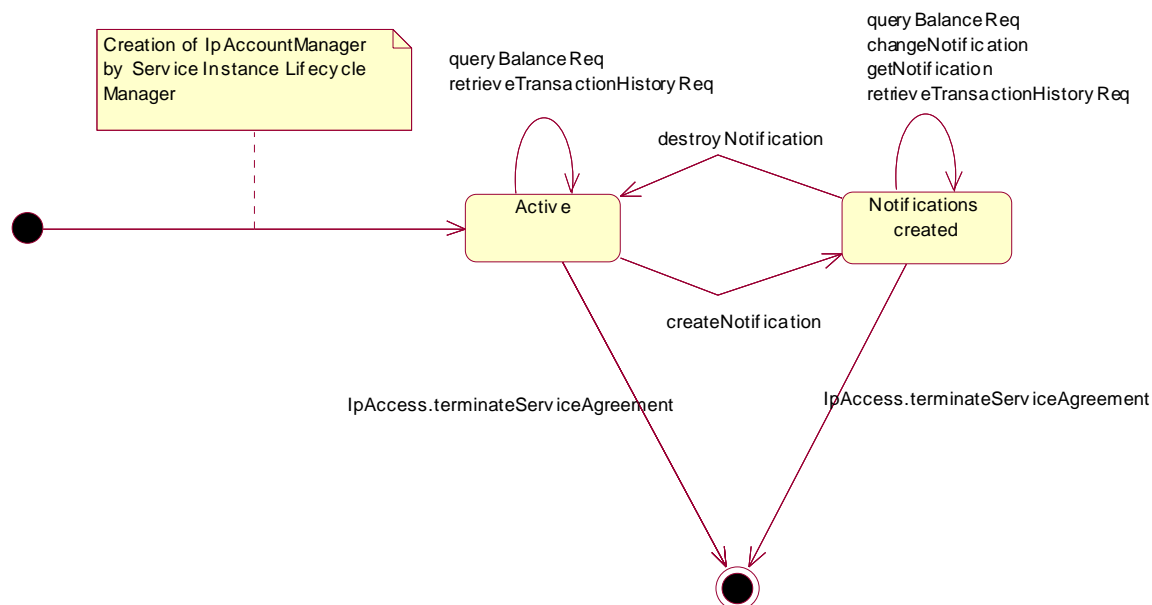 Creation of IpAccountManager
by Service Instance Lifecycle
Manager
queryBalanceReq
retrieveTransactionHistoryReq
queryBalanceReq
changeNotification
getNotification
retrieveTransactionHistoryReq
destroyNotification
Active
Notifications
created
createNotification
IpAccess.terminateServiceAgreement
IpAccess.terminateServiceAgreement